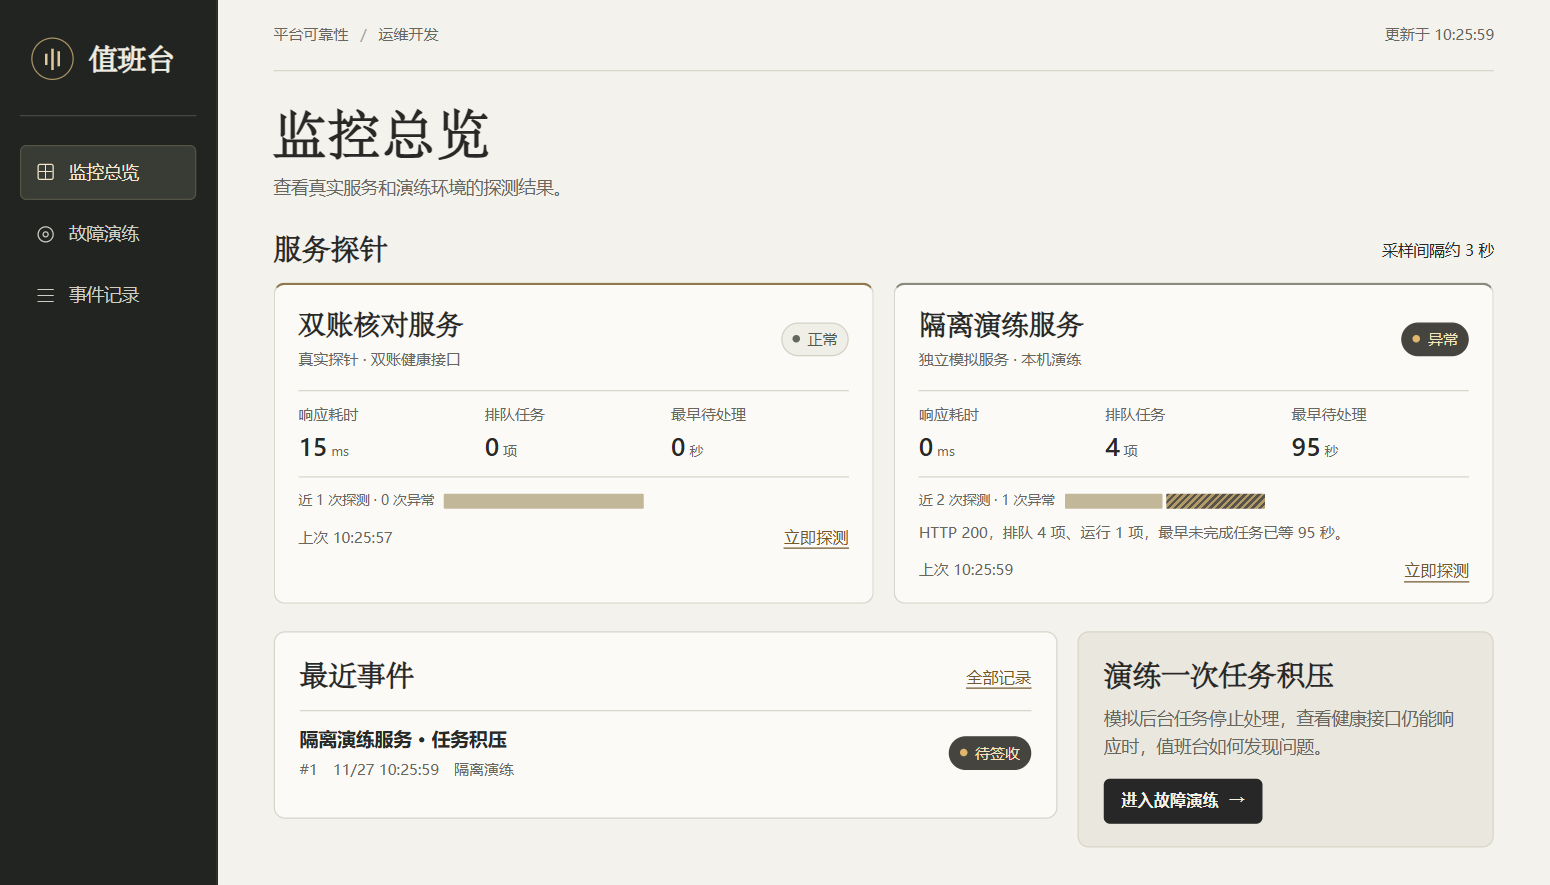 值班台
监控总览
故障演练
事件记录
平台可靠性 / 运维开发
更新于 10:25:59
监控总览
查看真实服务和演练环境的探测结果。
服务探针
采样间隔约 3 秒
双账核对服务
真实探针 · 双账健康接口
正常
响应耗时 排队任务 最早待处理
15 ms 0 项 0 秒
近 1 次探测 · 0 次异常
上次 10:25:57
立即探测
隔离演练服务
独立模拟服务 · 本机演练
异常
响应耗时 排队任务 最早待处理
0 ms 4 项 95 秒
近 2 次探测 · 1 次异常
HTTP 200，排队 4 项、运行 1 项，最早未完成任务已等 95 秒。
上次 10:25:59
立即探测
最近事件
全部记录
隔离演练服务 • 任务积压
#1 11/27 10:25:59 隔离演练
待签收
演练一次任务积压
模拟后台任务停止处理，查看健康接口仍能响
应时，值班台如何发现问题。
进入故障演练 →